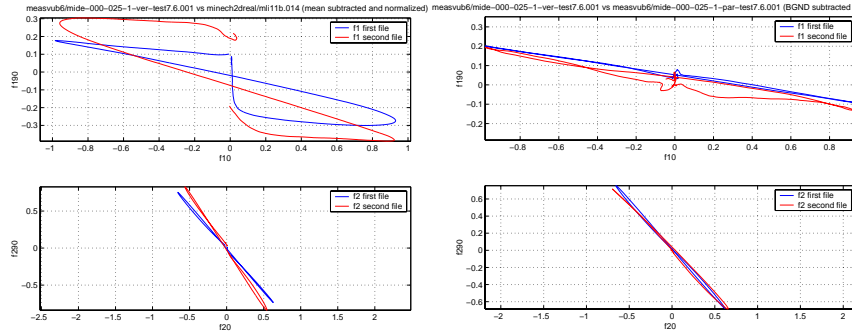 measvub6/mide-000-025-1-ver-test7.6.001 vs minech2dreal/mli11b.014 (mean subtracted and normalized)
f1 first file
f1 second file
0.3
0.2
0.1
0
-0.1
-0.2
-0.3
f190
-1 -0.8 -0.6 -0.4 -0.2 0 0.2 0.4 0.6 0.8 1
f10
measvub6/mide-000-025-1-ver-test7.6.001 vs measvub6/mide-000-025-1-par-test7.6.001 (BGND subtracted
f1 first file
f1 second file
0.3
0.2
0.1
0
-0.1
-0.2
f190
-0.8 -0.6 -0.4 -0.2 0 0.2 0.4 0.6 0.8
f10
f2 first file
f2 second file
0.5
0
-0.5
f290
-2.5 -2 -1.5 -1 -0.5 0 0.5 1 1.5 2
f20
f2 first file
f2 second file
0.6
0.4
0.2
0
-0.2
-0.4
-0.6
f290
-2 -1.5 -1 -0.5 0 0.5 1 1.5 2
f20